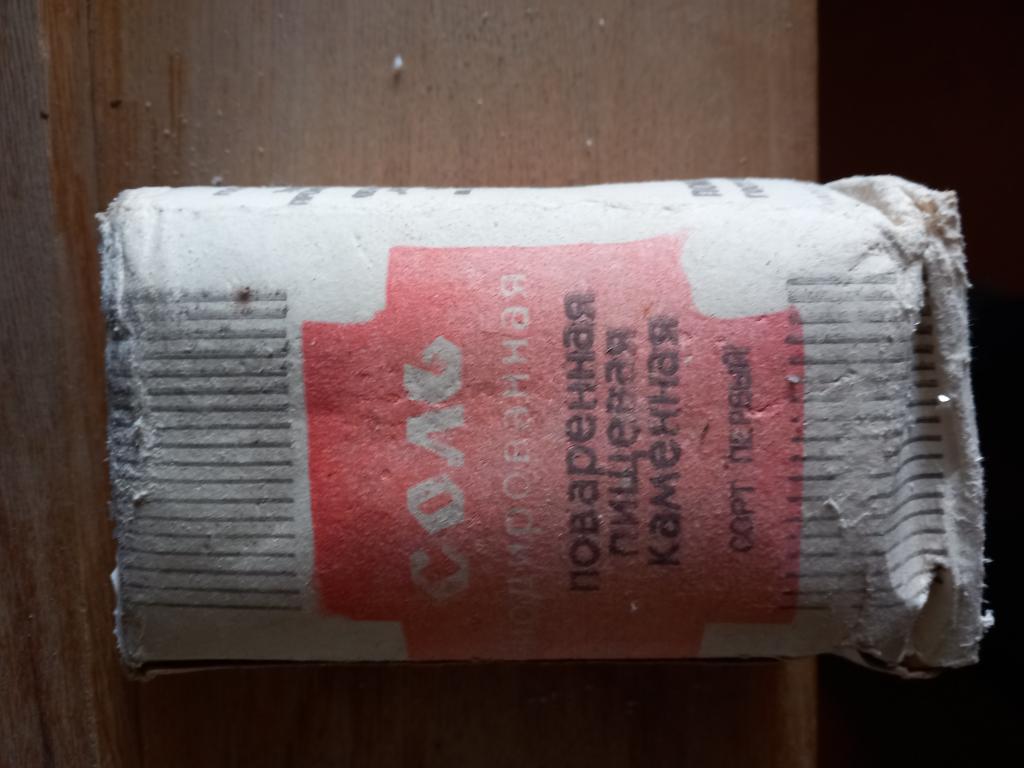 соль
йодированная
поваренная
пищевая
каменная
СОРТ ПЕРВЫЙ